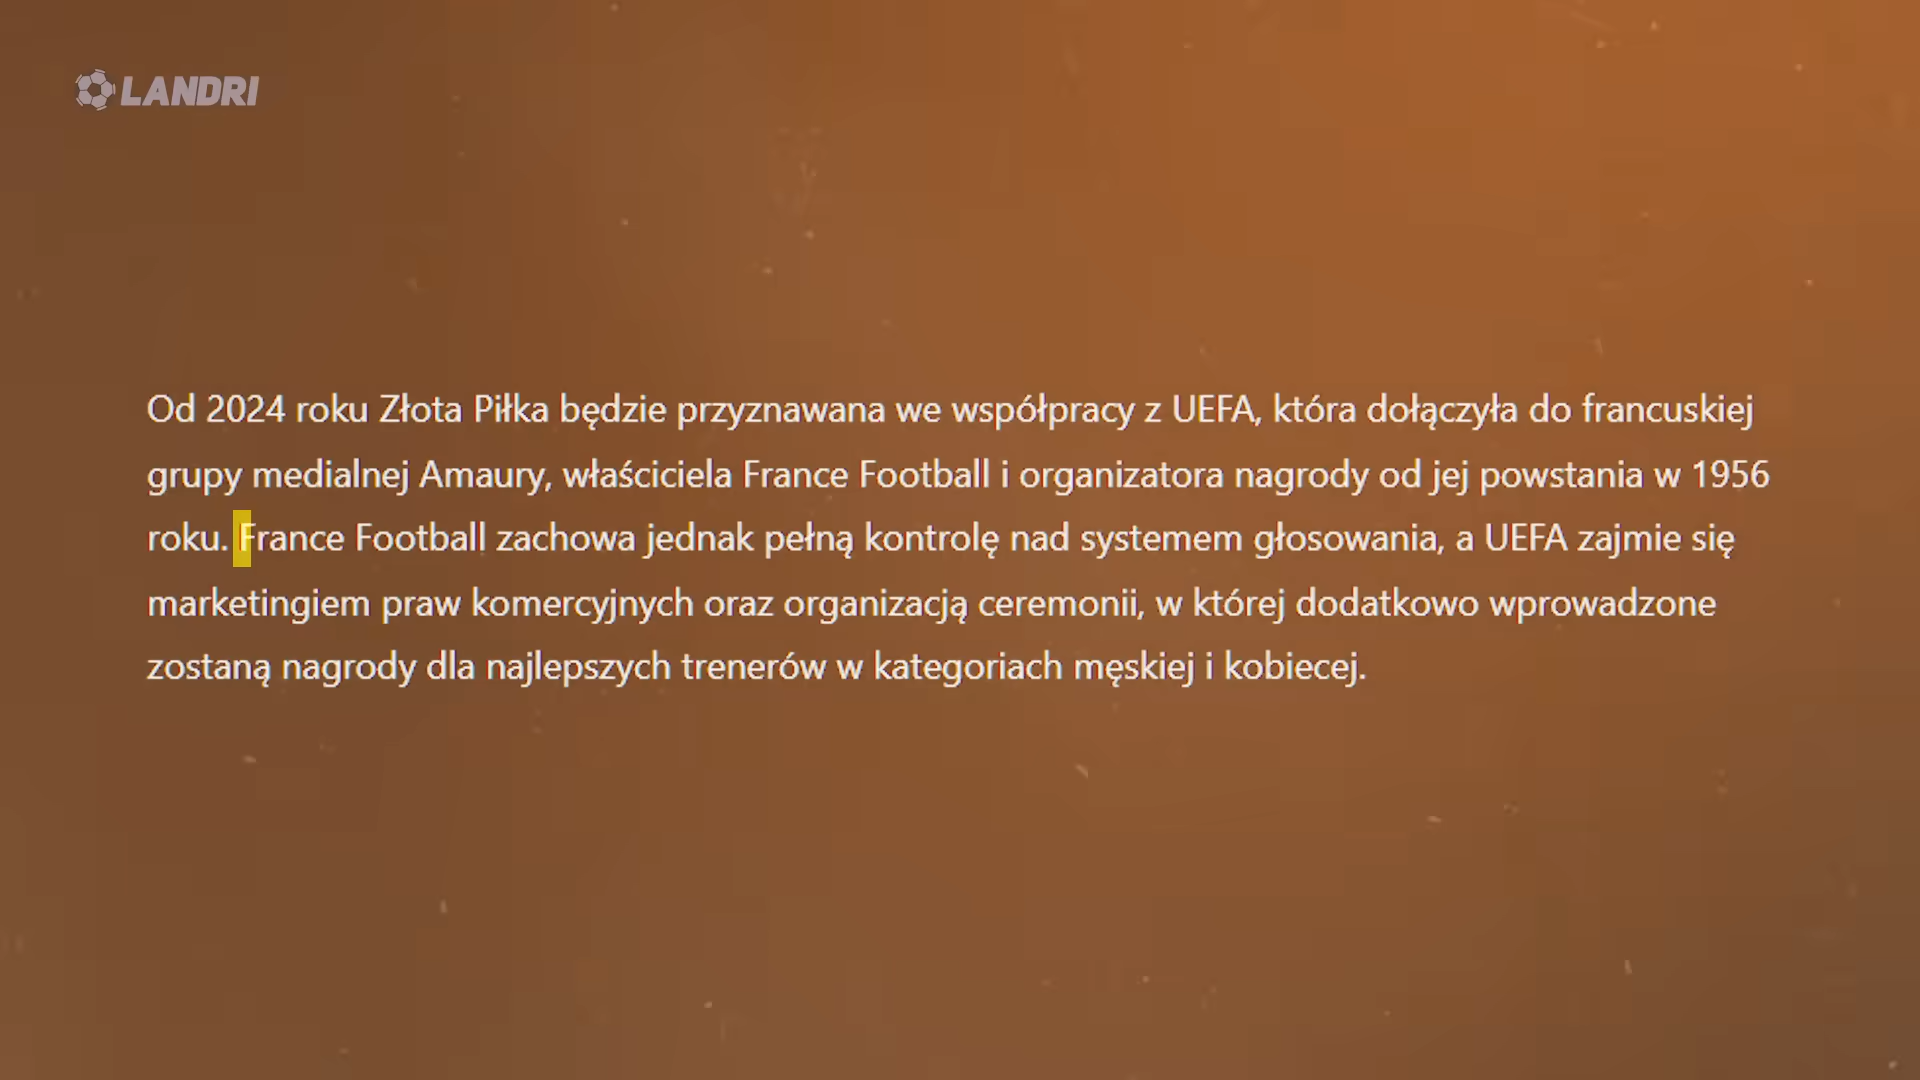 LANDRI
Od 2024 roku Złota Piłka będzie przyznawana we współpracy z UEFA, która dołączyła do francuskiej
grupy medialnej Amaury, właściciela France Football i organizatora nagrody od jej powstania w 1956
roku. France Football zachowa jednak pełną kontrolę nad systemem głosowania, a UEFA zajmie się
marketingiem praw komercyjnych oraz organizacją ceremonii, w której dodatkowo wprowadzone
zostaną nagrody dla najlepszych trenerów w kategoriach męskiej i kobiecej.